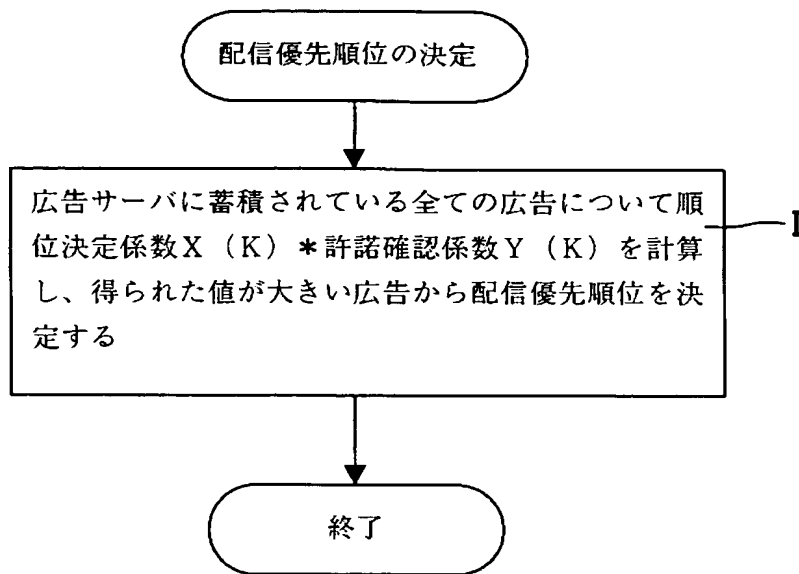 配信優先順位の決定
広告サーバに蓄積されている全ての広告について順
位決定係数X（K）＊許諾確認係数Y（K）を計算
し、得られた値が大きい広告から配信優先順位を決
定する
I
終了